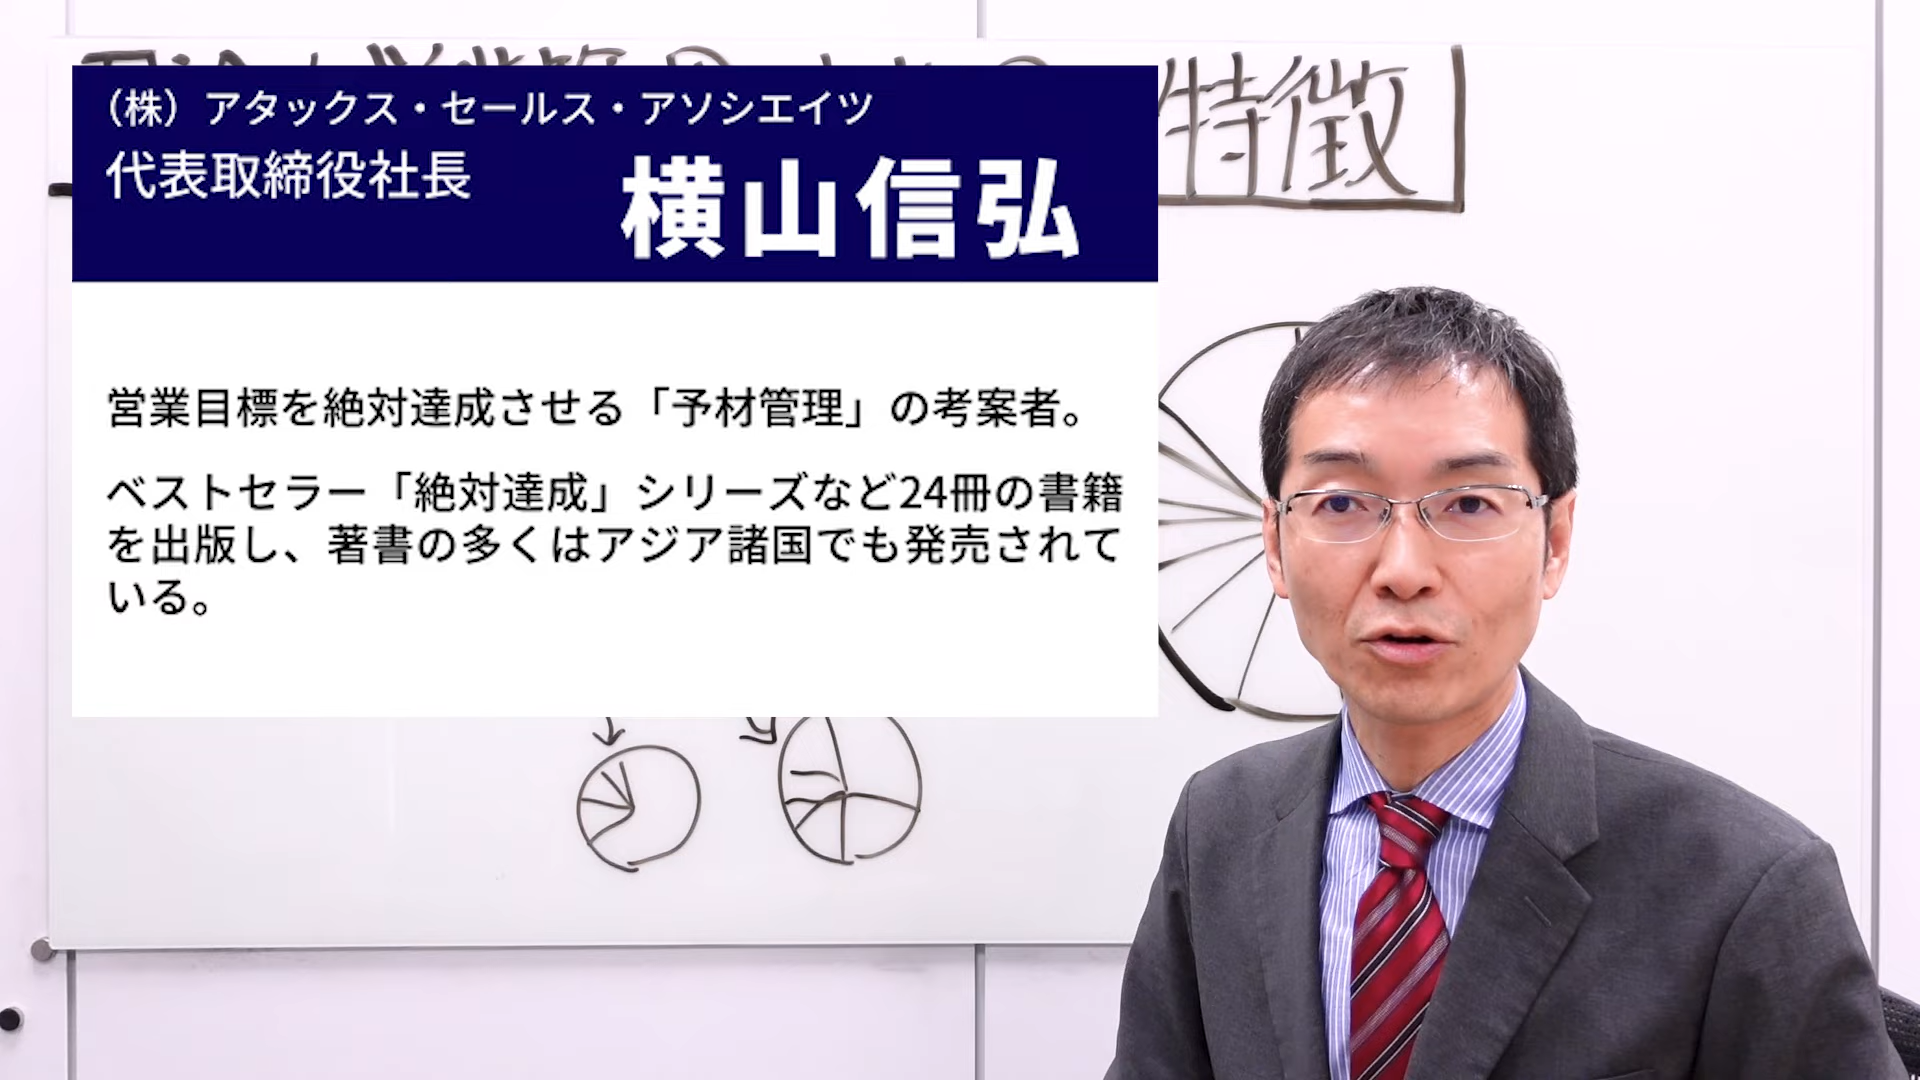 特徴
（株）アタックス・セールス・アソシエイツ
代表取締役社長
横山信弘
営業目標を絶対達成させる「予材管理」の考案者。
ベストセラー「絶対達成」シリーズなど24冊の書籍
を出版し、著書の多くはアジア諸国でも発売されて
いる。